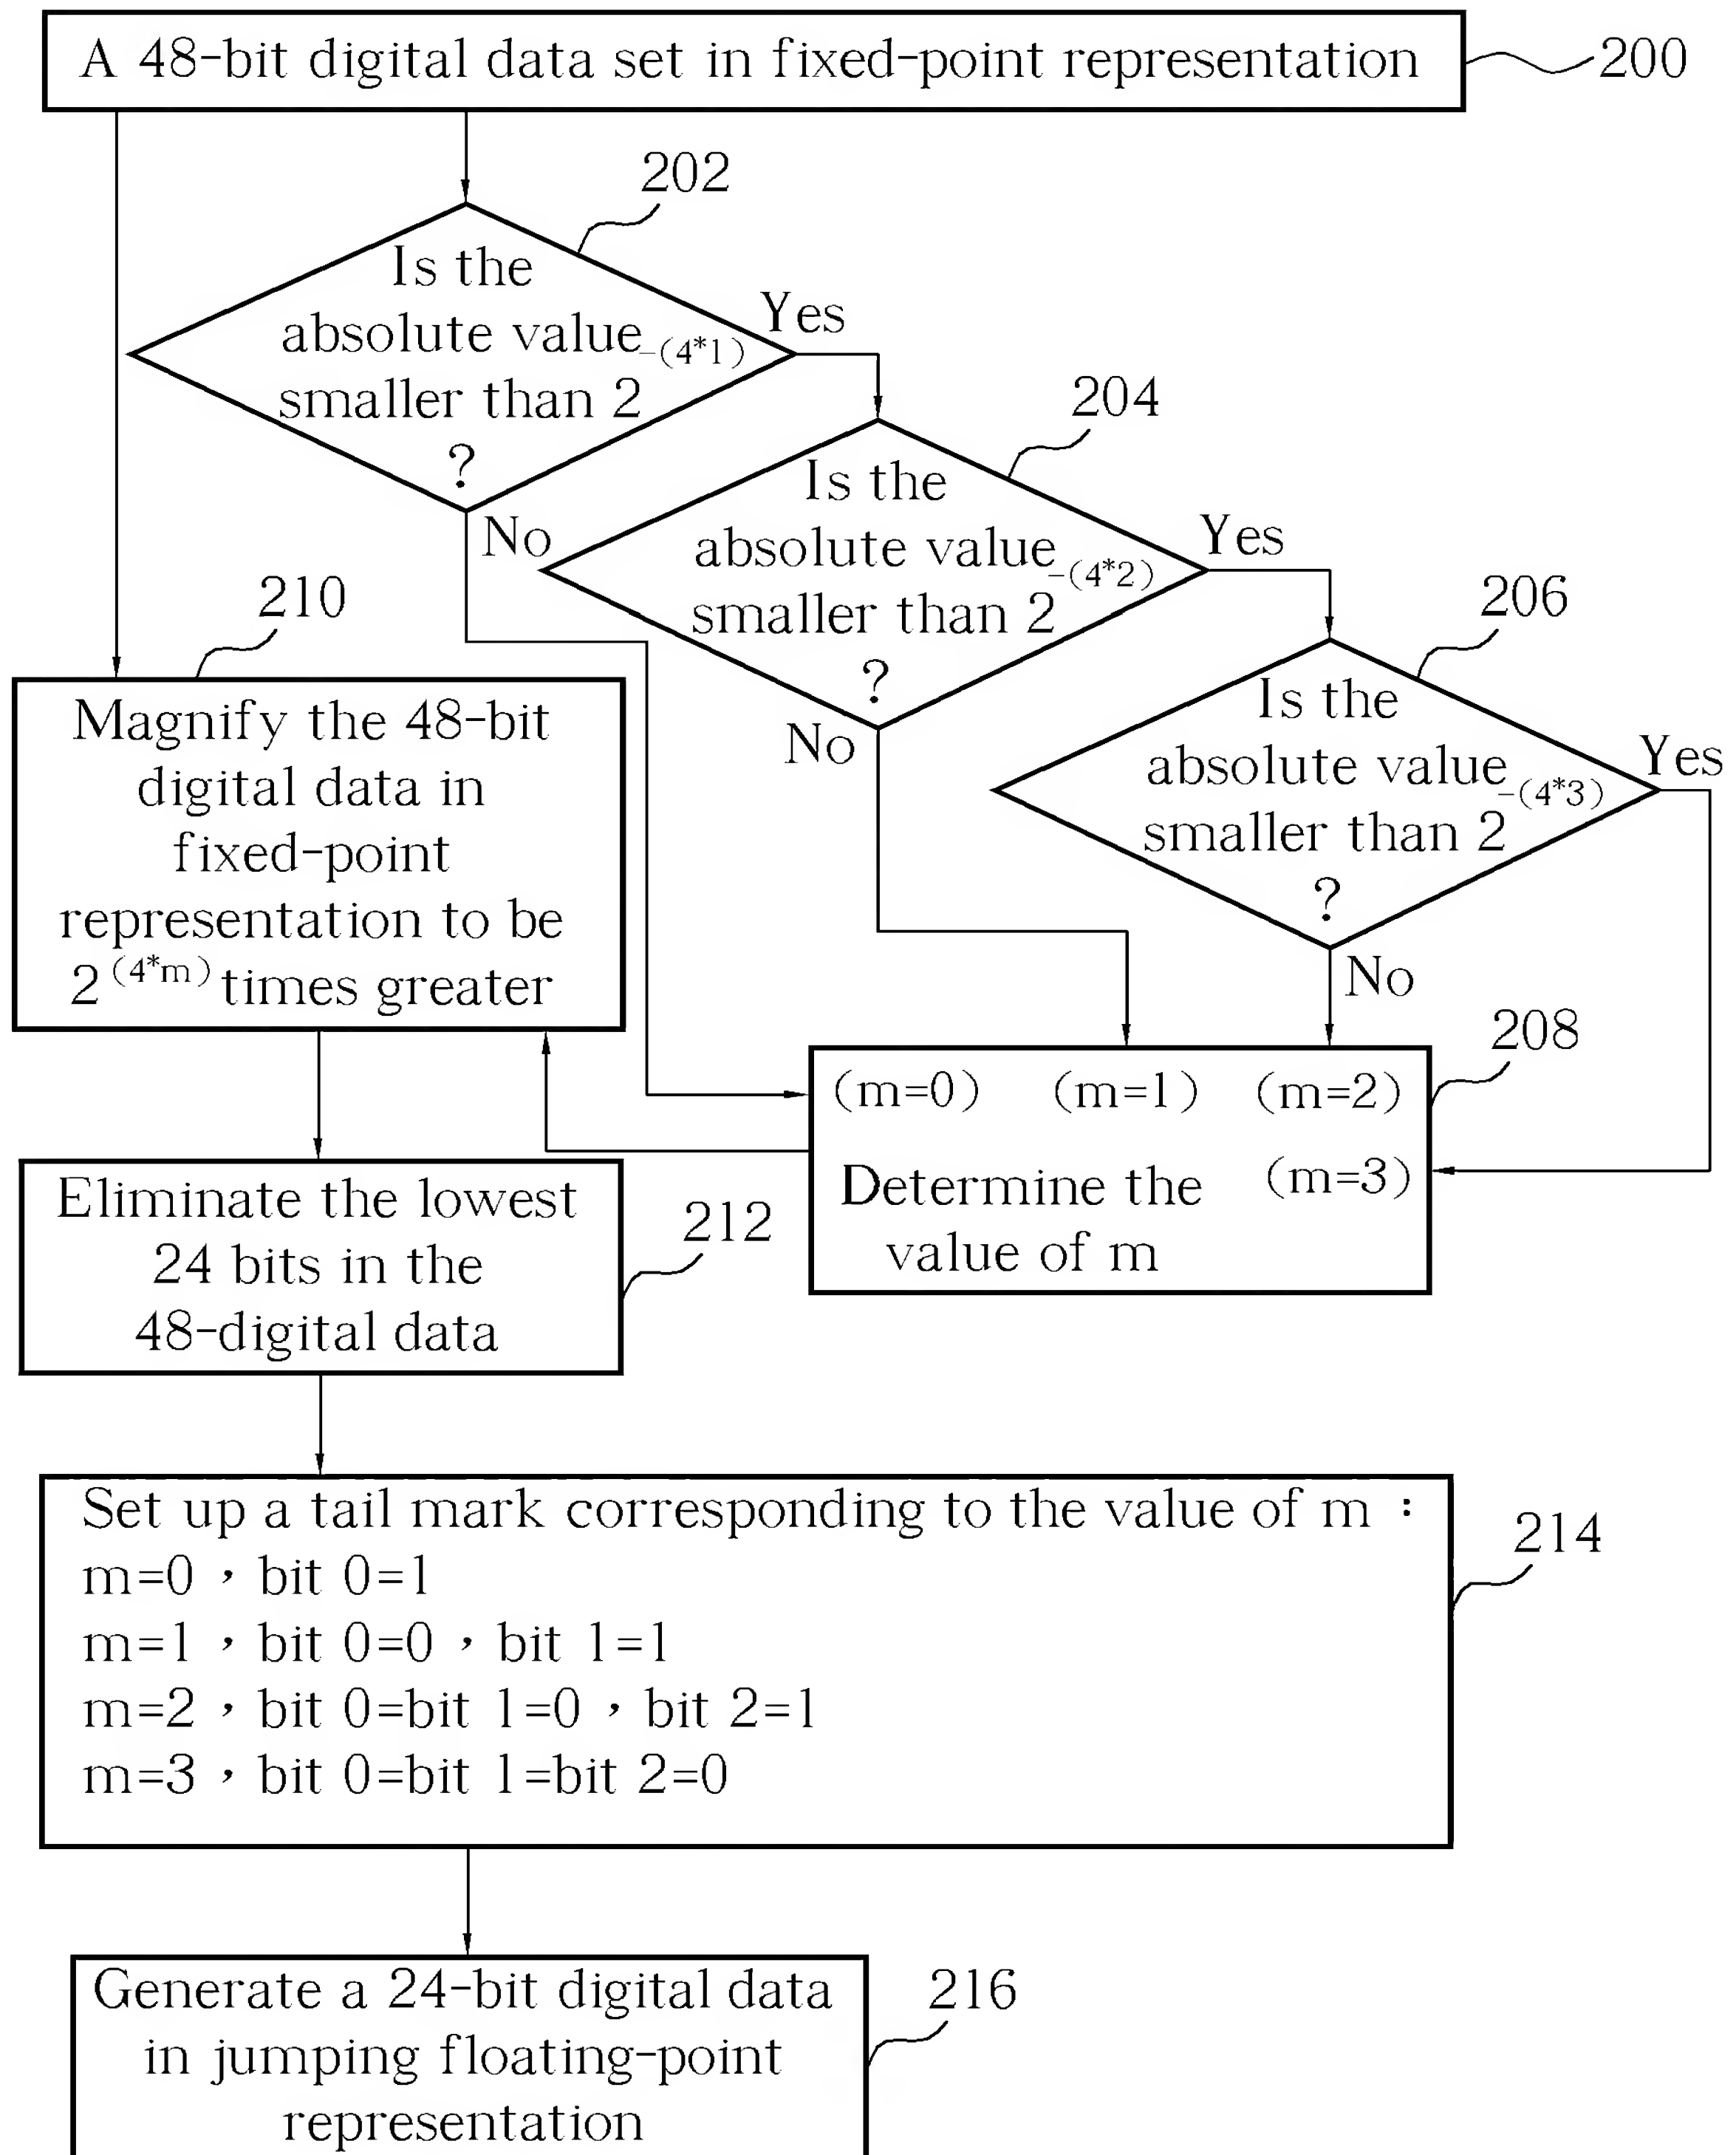 A 48-bit digital data set in fixed-point representation
200
202
Is the
absolute value
smaller than 2^-(4*1)
?
Yes
No
204
Is the
absolute value
smaller than 2^-(4*2)
?
Yes
No
206
Is the
absolute value
smaller than 2^-(4*3)
?
Yes
No
210
Magnify the 48-bit
digital data in
fixed-point
representation to be
2^(4*m) times greater
208
(m=0) (m=1) (m=2)
(m=3)
Determine the
value of m
Eliminate the lowest
24 bits in the
48-digital data
212
Set up a tail mark corresponding to the value of m :
m=0 , bit 0=1
m=1 , bit 0=0 , bit 1=1
m=2 , bit 0=bit 1=0 , bit 2=1
m=3 , bit 0=bit 1=bit 2=0
214
Generate a 24-bit digital data
in jumping floating-point
representation
216